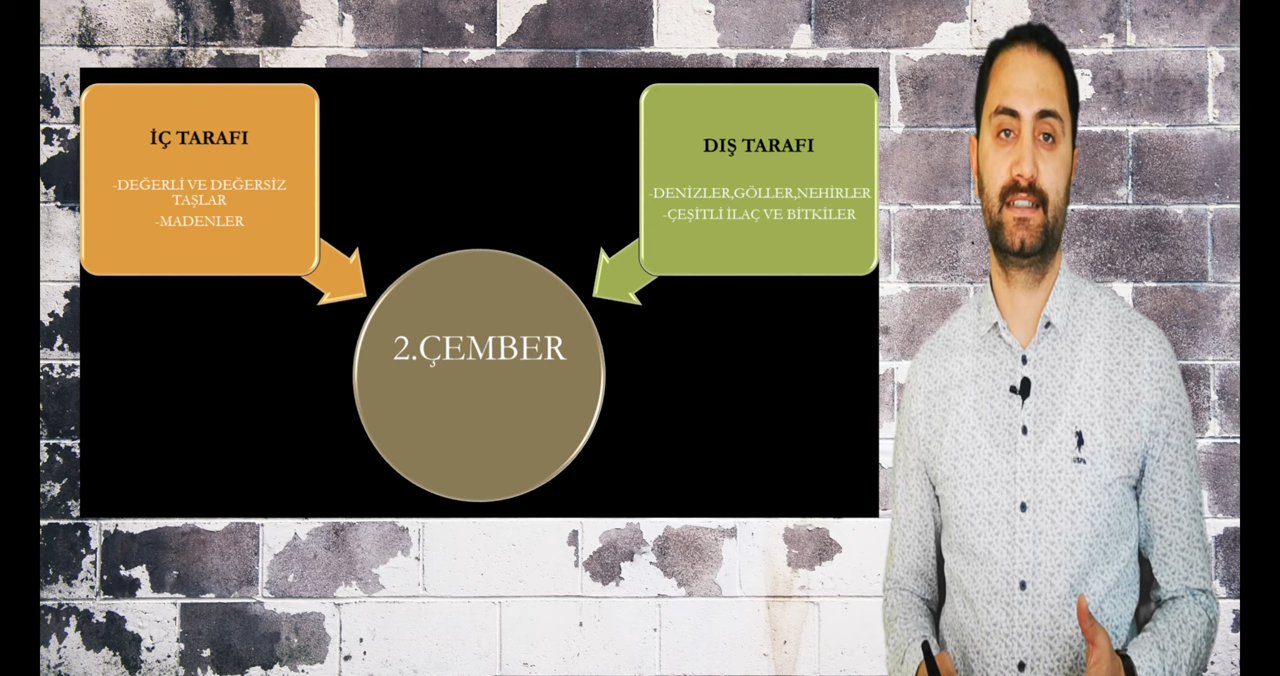 İÇ TARAFI
-DEĞERLİ VE DEĞERSİZ
TAŞLAR
-MADENLER
DIŞ TARAFI
-DENİZLER,GÖLLER,NEHİRLER
-ÇEŞİTLİ İLAÇ VE BİTKİLER
2.ÇEMBER